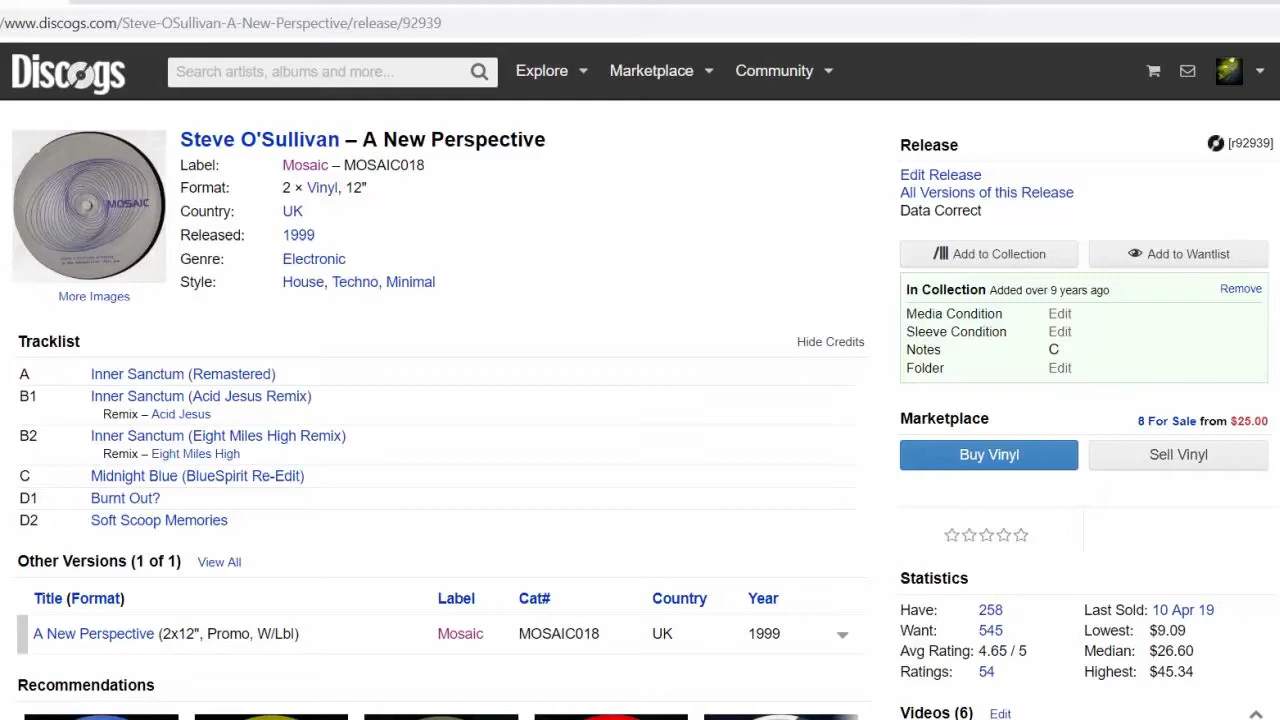 /www.discogs.com/Steve-OSullivan-A-New-Perspective/release/92939
Discogs
Search artists, albums and more...
Explore
Marketplace
Community
MOSAIC
More Images
Steve O'Sullivan – A New Perspective
Label: Mosaic – MOSAIC018
Format: 2 × Vinyl, 12"
Country: UK
Released: 1999
Genre: Electronic
Style: House, Techno, Minimal
Tracklist
Hide Credits
A Inner Sanctum (Remastered)
B1 Inner Sanctum (Acid Jesus Remix)
Remix – Acid Jesus
B2 Inner Sanctum (Eight Miles High Remix)
Remix – Eight Miles High
C Midnight Blue (BlueSpirit Re-Edit)
D1 Burnt Out?
D2 Soft Scoop Memories
Other Versions (1 of 1) View All
Title (Format) Label Cat# Country Year
A New Perspective (2x12", Promo, W/Lbl) Mosaic MOSAIC018 UK 1999
Recommendations
Release
[r92939]
Edit Release
All Versions of this Release
Data Correct
Add to Collection
Add to Wantlist
In Collection Added over 9 years ago Remove
Media Condition Edit
Sleeve Condition Edit
Notes C
Folder Edit
Marketplace 8 For Sale from $25.00
Buy Vinyl
Sell Vinyl
Statistics
Have: 258 Last Sold: 10 Apr 19
Want: 545 Lowest: $9.09
Avg Rating: 4.65 / 5 Median: $26.60
Ratings: 54 Highest: $45.34
Videos (6) Edit